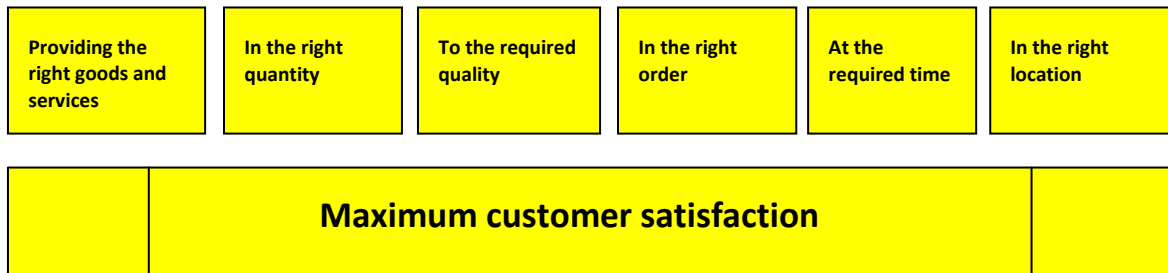 Providing the
right goods and
services
In the right
quantity
To the required
quality
In the right
order
At the
required time
In the right
location
Maximum customer satisfaction